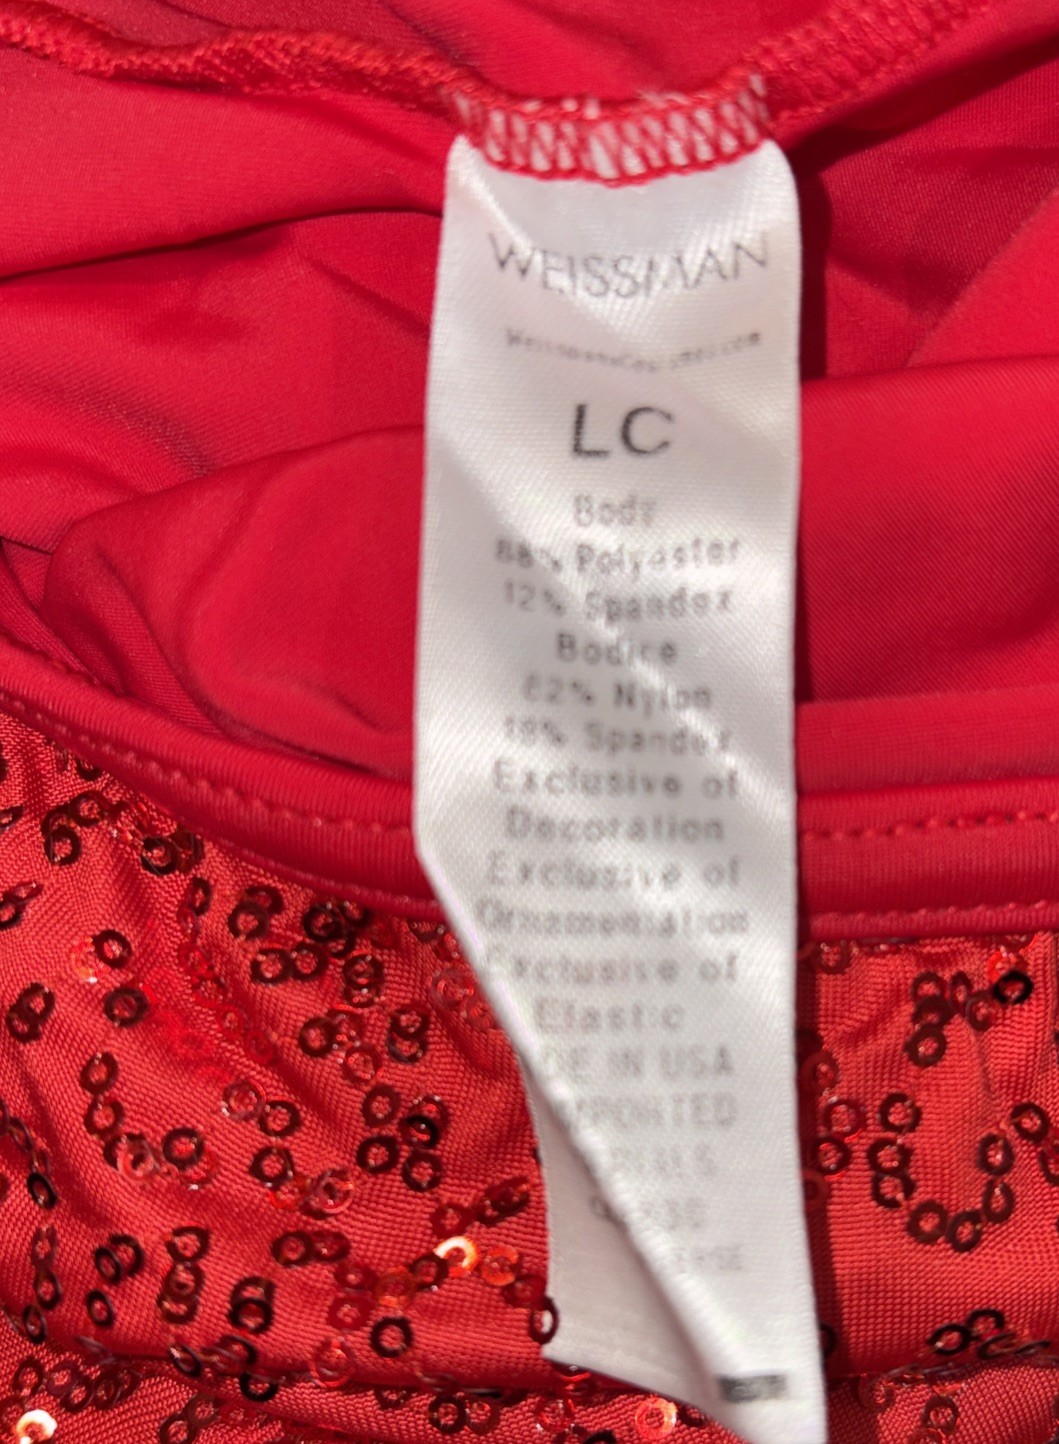 WEISSMAN
LC
Body
88% Polyester
12% Spandex
Bodice
82% Nylon
18% Spandex
Exclusive of
Decoration
Exclusive of
Ornamentation
Exclusive of
Elastic
IN USA